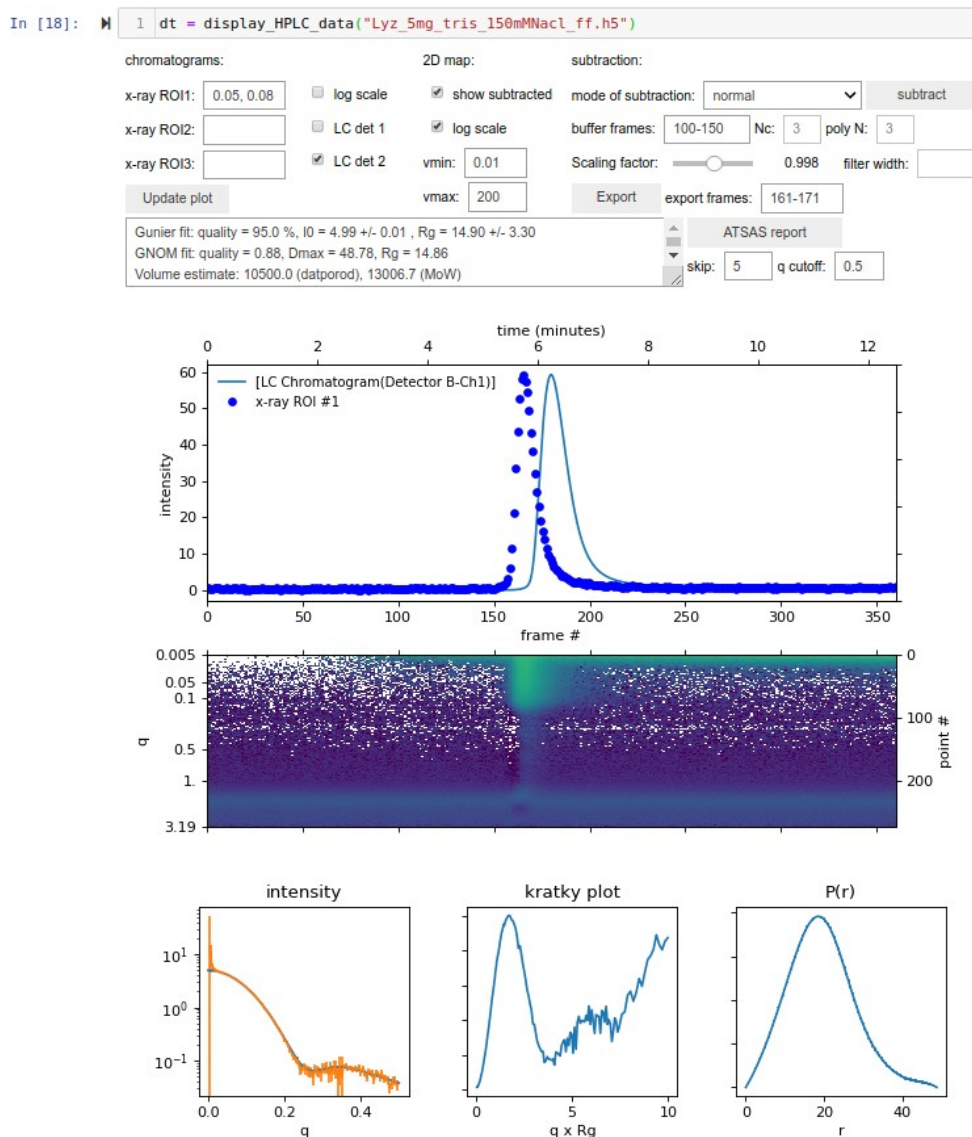 In [18]: 1 dt = display_HPLC_data("Lyz_5mg_tris_150mMNacl_ff.h5")
chromatograms: 2D map: subtraction:
x-ray ROI1: 0.05, 0.08 log scale show subtracted mode of subtraction: normal subtract
x-ray ROI2: LC det 1 log scale buffer frames: 100-150 Nc: 3 poly N: 3
x-ray ROI3: LC det 2 vmin: 0.01 Scaling factor: 0.998 filter width:
Update plot vmax: 200 Export export frames: 161-171
Gunier fit: quality = 95.0 %, I0 = 4.99 +/- 0.01 , Rg = 14.90 +/- 3.30
GNOM fit: quality = 0.88, Dmax = 48.78, Rg = 14.86
Volume estimate: 10500.0 (datporod), 13006.7 (MoW)
ATSAS report
skip: 5 q cutoff: 0.5
time (minutes)
0 2 4 6 8 10 12
60
50
40
30
20
10
0
intensity
[LC Chromatogram(Detector B-Ch1)]
x-ray ROI #1
0 50 100 150 200 250 300 350
frame #
0.005 0
0.05
0.1 100
0.5
1. 200
3.19
q
point #
intensity kratky plot P(r)
10^1
10^0
10^-1
0.0 0.2 0.4 0 5 10 0 20 40
q q x Rg r